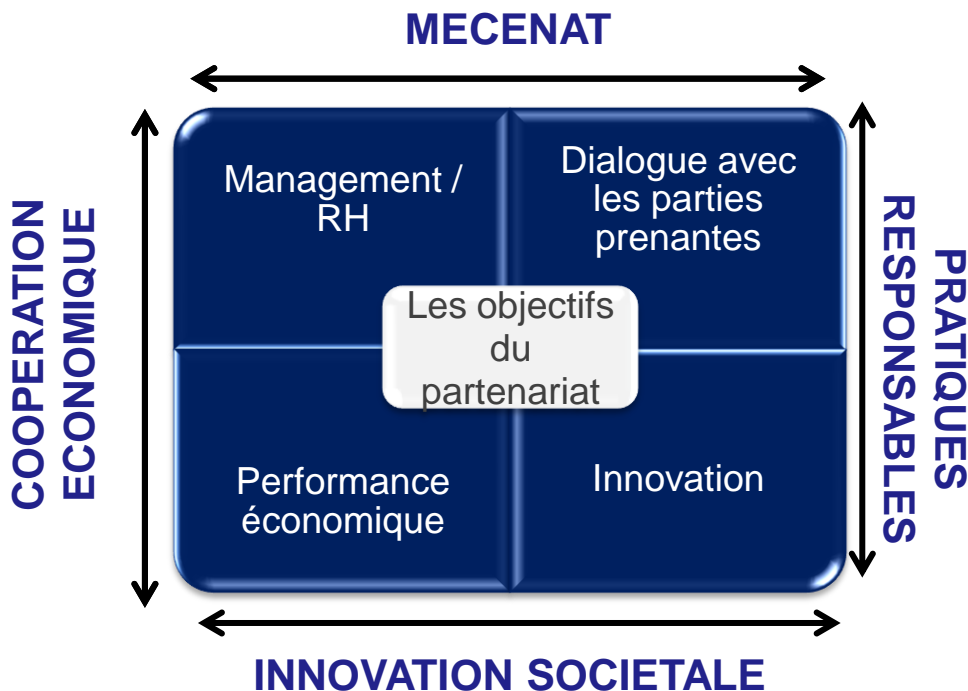 MECENAT
COOPERATION
ECONOMIQUE
Management /
RH
Dialogue avec
les parties
prenantes
Les objectifs
du
partenariat
Performance
économique
Innovation
PRATIQUES
RESPONSABLES
INNOVATION SOCIETALE